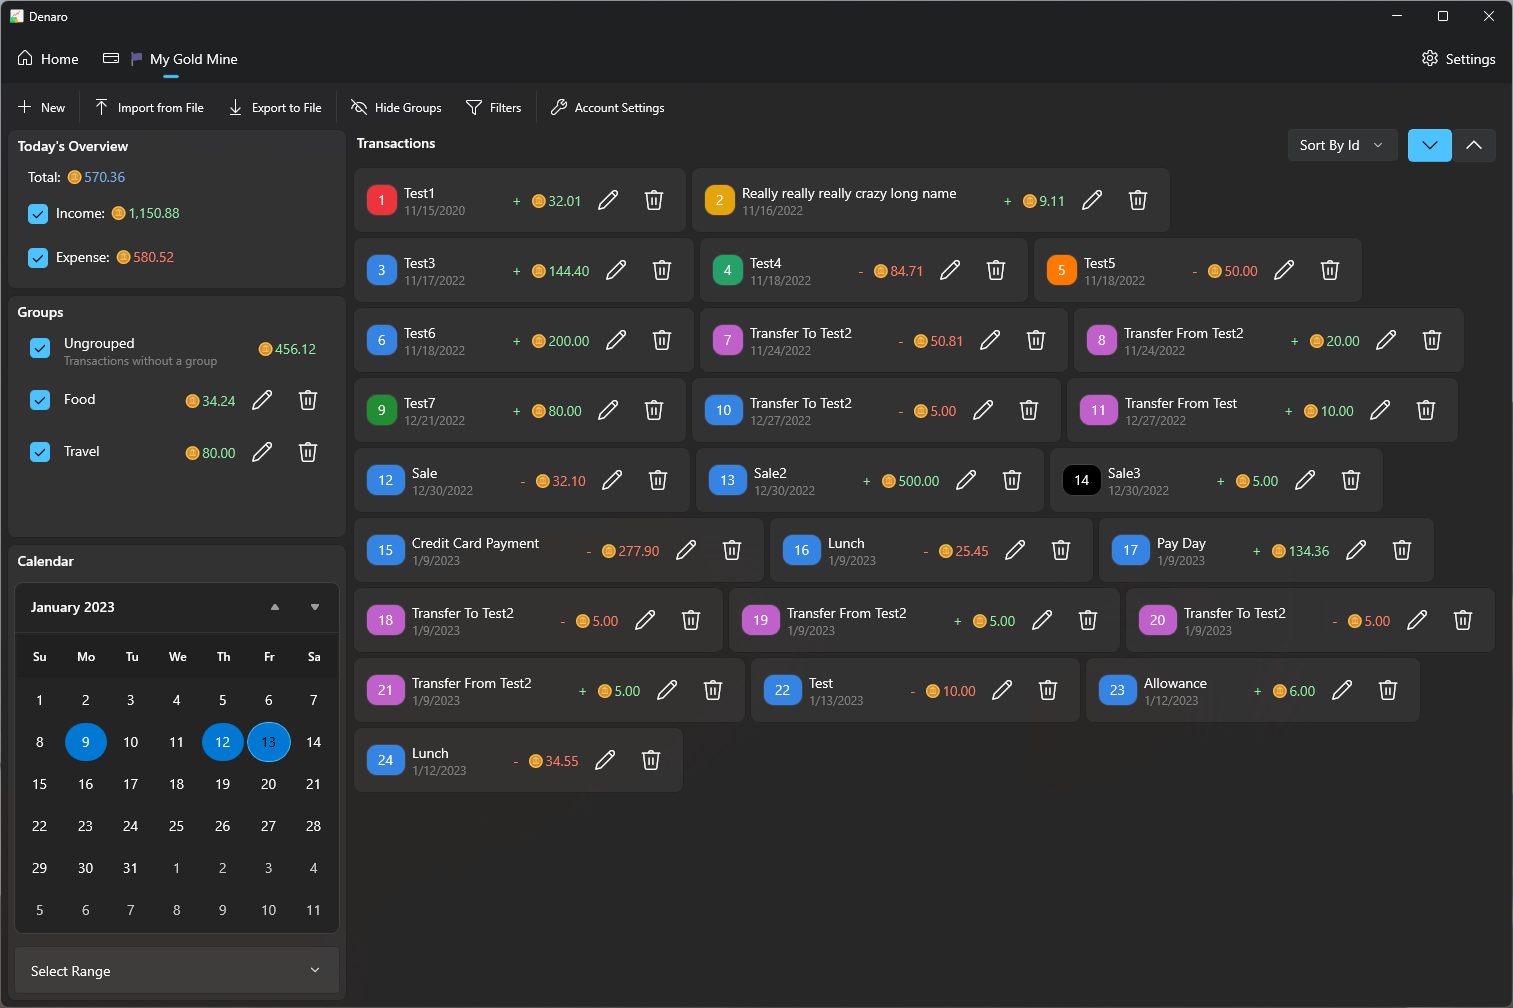 Denaro
Home
My Gold Mine
Settings
New
Import from File
Export to File
Hide Groups
Filters
Account Settings
Today's Overview
Total: 570.36
Income: 1,150.88
Expense: 580.52
Groups
Ungrouped
Transactions without a group
456.12
Food 34.24
Travel 80.00
Calendar
January 2023
Su Mo Tu We Th Fr Sa
1 2 3 4 5 6 7
8 9 10 11 12 13 14
15 16 17 18 19 20 21
22 23 24 25 26 27 28
29 30 31 1 2 3 4
5 6 7 8 9 10 11
Select Range
Transactions
Sort By Id
1 Test1 + 32.01
11/15/2020
2 Really really really crazy long name + 9.11
11/16/2022
3 Test3 + 144.40
11/17/2022
4 Test4 - 84.71
11/18/2022
5 Test5 - 50.00
11/18/2022
6 Test6 + 200.00
11/18/2022
7 Transfer To Test2 - 50.81
11/24/2022
8 Transfer From Test2 + 20.00
11/24/2022
9 Test7 + 80.00
12/21/2022
10 Transfer To Test2 - 5.00
12/27/2022
11 Transfer From Test + 10.00
12/27/2022
12 Sale - 32.10
12/30/2022
13 Sale2 + 500.00
12/30/2022
14 Sale3 + 5.00
12/30/2022
15 Credit Card Payment - 277.90
1/9/2023
16 Lunch - 25.45
1/9/2023
17 Pay Day + 134.36
1/9/2023
18 Transfer To Test2 - 5.00
1/9/2023
19 Transfer From Test2 + 5.00
1/9/2023
20 Transfer To Test2 - 5.00
1/9/2023
21 Transfer From Test2 + 5.00
1/9/2023
22 Test - 10.00
1/13/2023
23 Allowance + 6.00
1/12/2023
24 Lunch - 34.55
1/12/2023